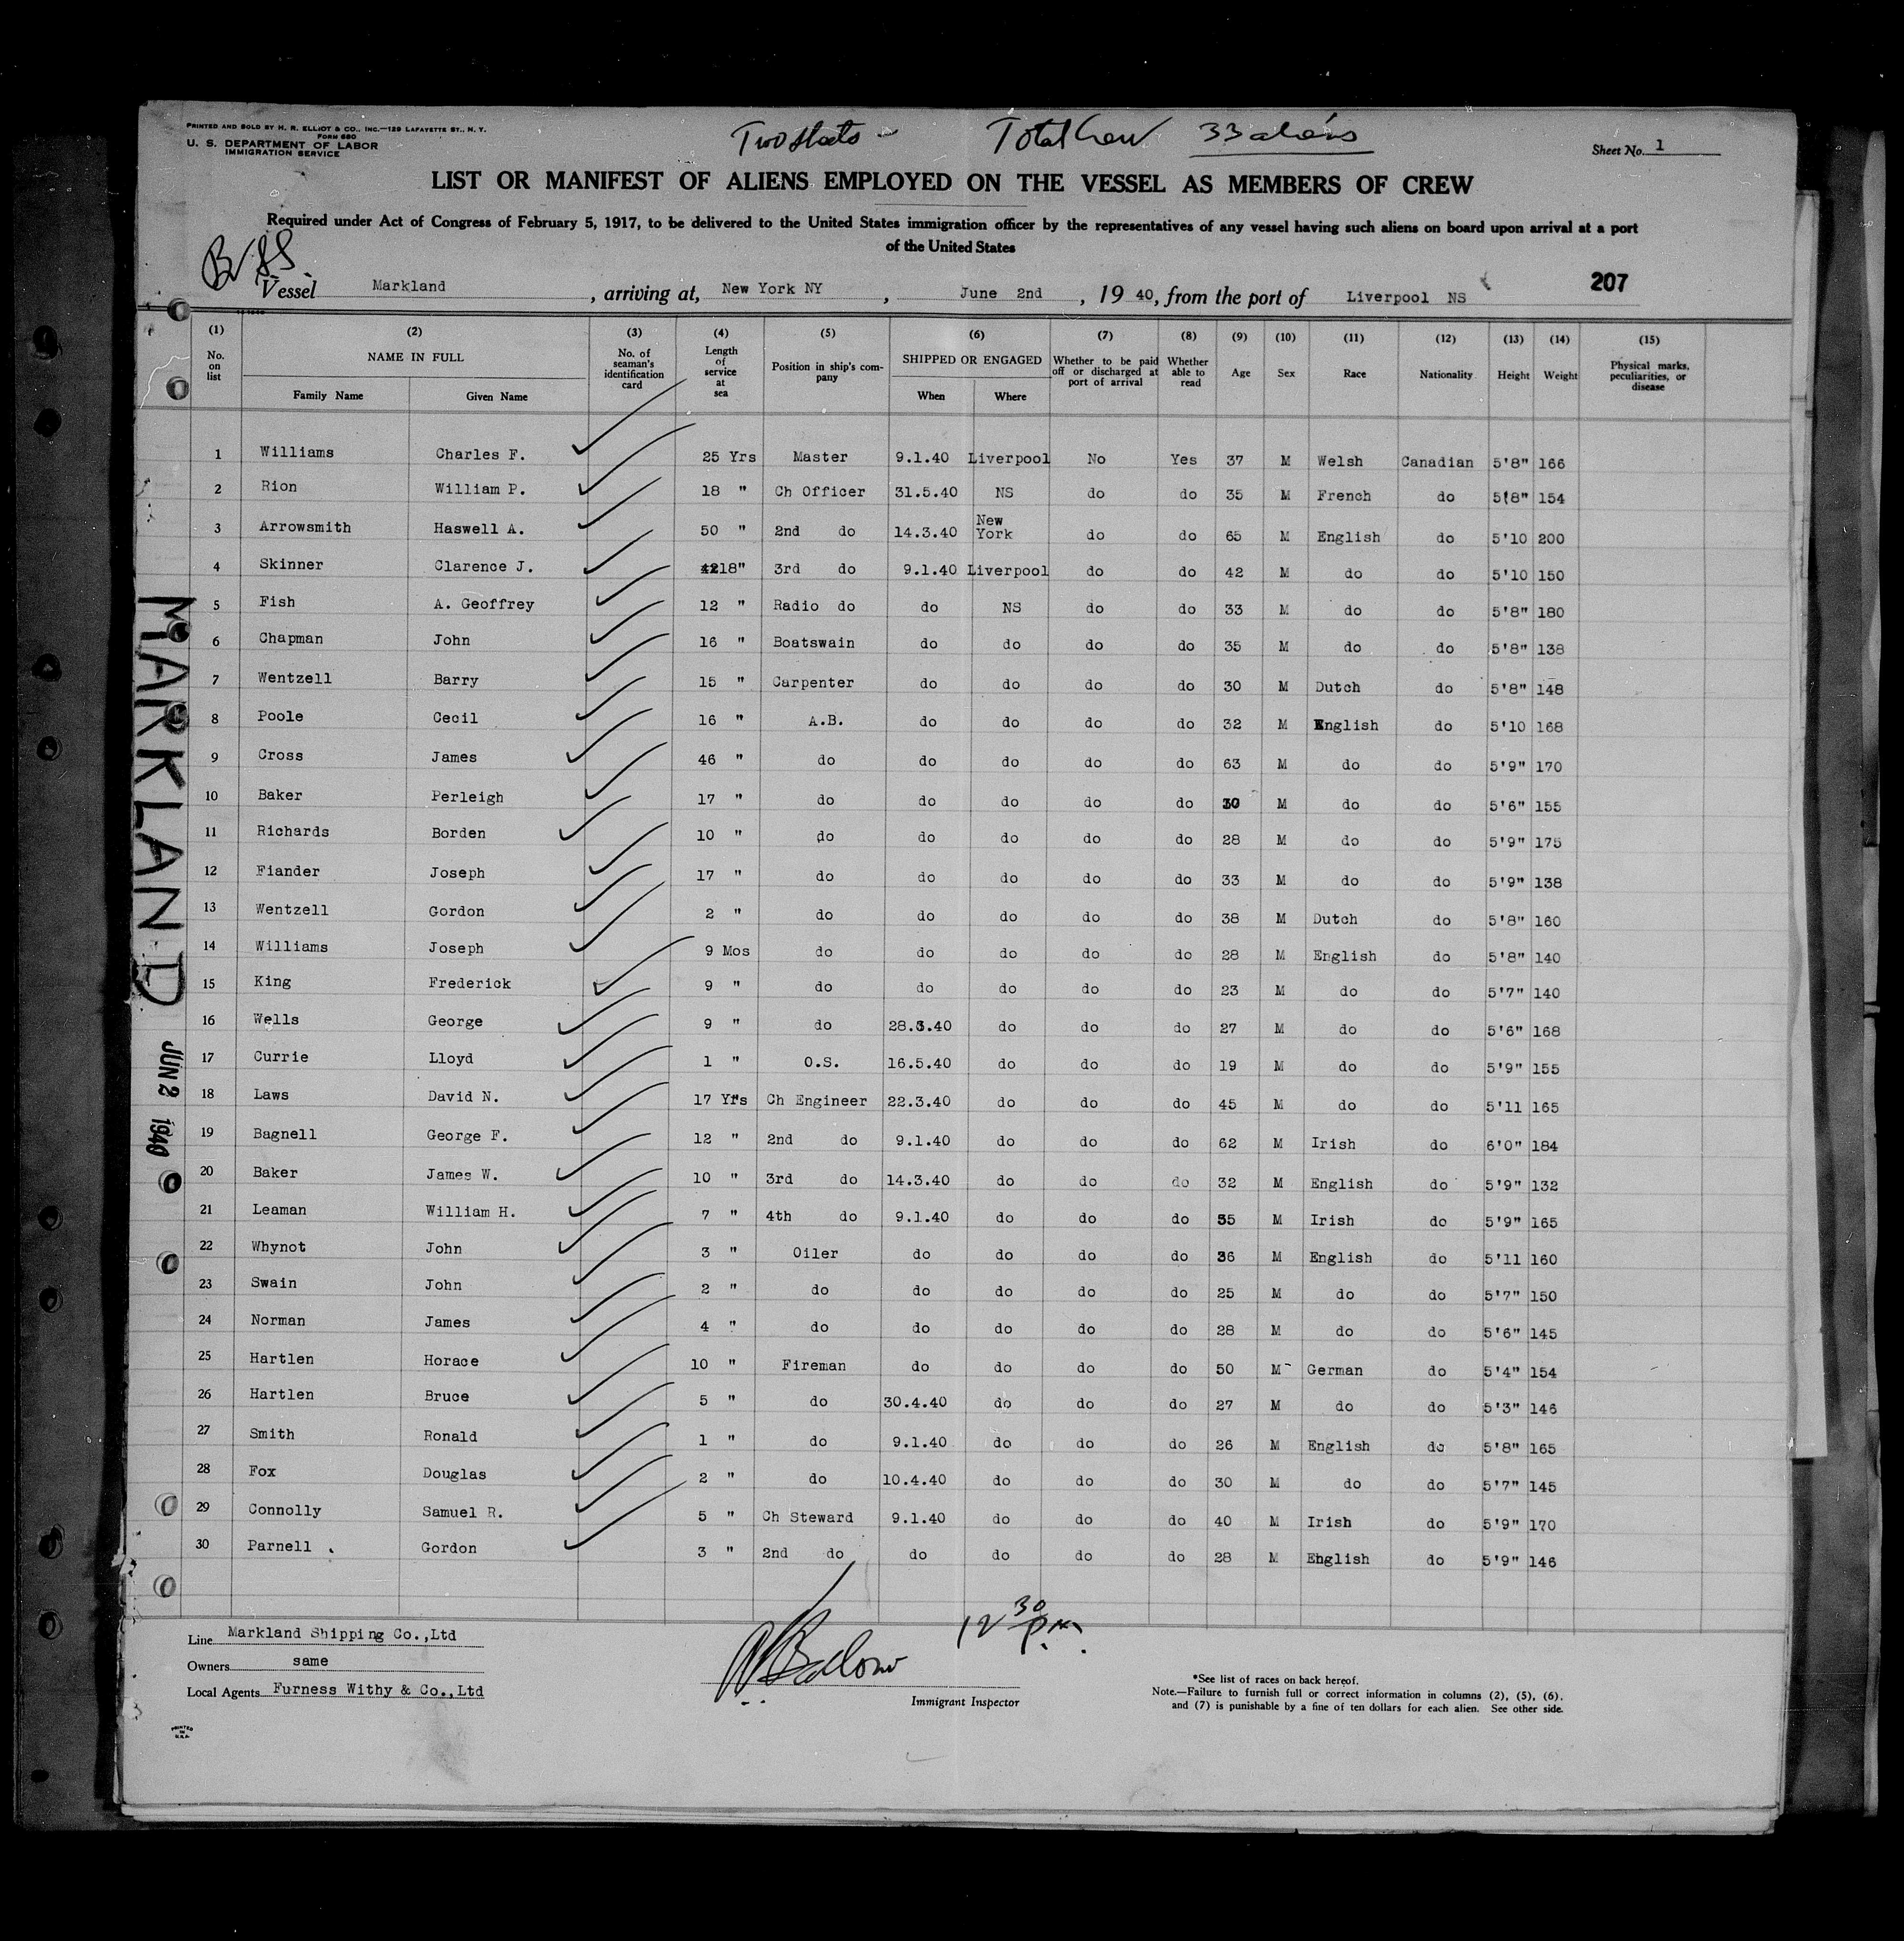 PRINTED AND SOLD BY H. R. ELLIOT & CO., INC.—129 LAFAYETTE ST., N. Y.
FORM 680
U. S. DEPARTMENT OF LABOR
IMMIGRATION SERVICE
Two sheets – Total Crew 33 aliens
Sheet No. 1
LIST OR MANIFEST OF ALIENS EMPLOYED ON THE VESSEL AS MEMBERS OF CREW
Required under Act of Congress of February 5, 1917, to be delivered to the United States immigration officer by the representatives of any vessel having such aliens on board upon arrival at a port
of the United States
Br SS
Vessel Markland, arriving at, New York NY, June 2nd, 19 40, from the port of Liverpool NS 207
(1) (2) (3) (4) (5) (6) (7) (8) (9) (10) (11) (12) (13) (14) (15)
No. on list NAME IN FULL Family Name Given Name No. of seaman's identification card Length of service at sea Position in ship's company SHIPPED OR ENGAGED When Where Whether to be paid off or discharged at port of arrival Whether able to read Age Sex Race Nationality Height Weight Physical marks, peculiarities, or disease
1 Williams Charles F. 25 Yrs Master 9.1.40 Liverpool No Yes 37 M Welsh Canadian 5'8" 166
2 Rion William P. 18 " Ch Officer 31.5.40 NS do do 35 M French do 5'8" 154
3 Arrowsmith Haswell A. 50 " 2nd do 14.3.40 New York do do 65 M English do 5'10 200
4 Skinner Clarence J. 18" 3rd do 9.1.40 Liverpool do do 42 M do do 5'10 150
5 Fish A. Geoffrey 12 " Radio do do NS do do 33 M do do 5'8" 180
6 Chapman John 16 " Boatswain do do do do 35 M do do 5'8" 138
7 Wentzell Barry 15 " Carpenter do do do do 30 M Dutch do 5'8" 148
8 Poole Cecil 16 " A.B. do do do do 32 M English do 5'10 168
9 Cross James 46 " do do do do do 63 M do do 5'9" 170
10 Baker Perleigh 17 " do do do do do 30 M do do 5'6" 155
11 Richards Borden 10 " do do do do do 28 M do do 5'9" 175
12 Fiander Joseph 17 " do do do do do 33 M do do 5'9" 138
13 Wentzell Gordon 2 " do do do do do 38 M Dutch do 5'8" 160
14 Williams Joseph 9 Mos do do do do do 28 M English do 5'8" 140
15 King Frederick 9 " do do do do do 23 M do do 5'7" 140
16 Wells George 9 " do 28.3.40 do do do 27 M do do 5'6" 168
17 Currie Lloyd 1 " O.S. 16.5.40 do do do 19 M do do 5'9" 155
18 Laws David N. 17 Yrs Ch Engineer 22.3.40 do do do 45 M do do 5'11 165
19 Bagnell George F. 12 " 2nd do 9.1.40 do do do 62 M Irish do 6'0" 184
20 Baker James W. 10 " 3rd do 14.3.40 do do do 32 M English do 5'9" 132
21 Leaman William H. 7 " 4th do 9.1.40 do do do 35 M Irish do 5'9" 165
22 Whynot John 3 " Oiler do do do do 36 M English do 5'11 160
23 Swain John 2 " do do do do do 25 M do do 5'7" 150
24 Norman James 4 " do do do do do 28 M do do 5'6" 145
25 Hartlen Horace 10 " Fireman do do do do 50 M German do 5'4" 154
26 Hartlen Bruce 5 " do 30.4.40 do do do 27 M do do 5'3" 146
27 Smith Ronald 1 " do 9.1.40 do do do 26 M English do 5'8" 165
28 Fox Douglas 2 " do 10.4.40 do do do 30 M do do 5'7" 145
29 Connolly Samuel R. 5 " Ch Steward 9.1.40 do do do 40 M Irish do 5'9" 170
30 Parnell Gordon 3 " 2nd do do do do do 28 M English do 5'9" 146
MARKLAND
JUN 2 1940
Line Markland Shipping Co.,Ltd
Owners same
Local Agents Furness Withy & Co.,Ltd
12 30 p.m.
Immigrant Inspector
*See list of races on back hereof.
Note.—Failure to furnish full or correct information in columns (2), (5), (6),
and (7) is punishable by a fine of ten dollars for each alien. See other side.
PRINTED
IN
U.S.A.